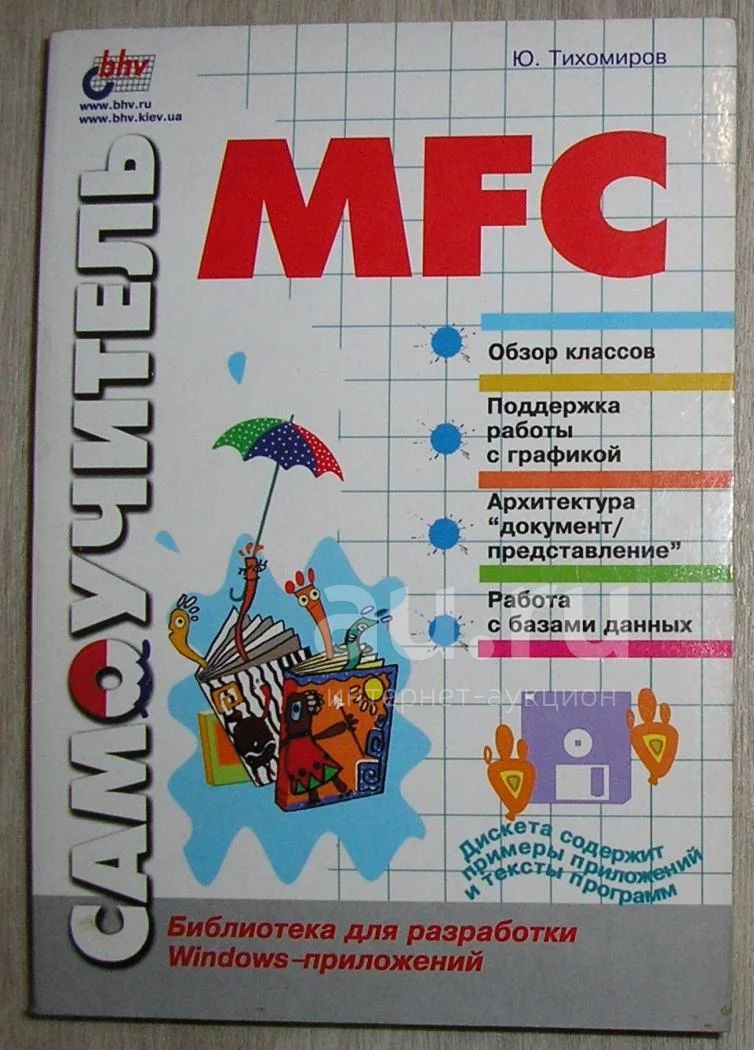 bhv
www.bhv.ru
www.bhv.kiev.ua
Ю. Тихомиров
САМОУЧИТЕЛЬ
MFC
Обзор классов
Поддержка
работы
с графикой
Архитектура
"документ/
представление"
Работа
с базами данных
au.ru
интернет-аукцион
Дискета содержит
примеры приложений
и тексты программ
Библиотека для разработки
Windows-приложений